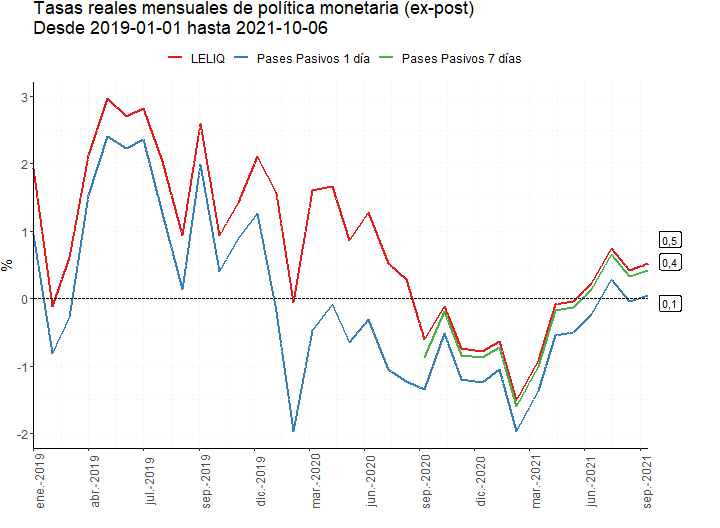 Tasas reales mensuales de política monetaria (ex-post)
Desde 2019-01-01 hasta 2021-10-06
LELIQ Pases Pasivos 1 día Pases Pasivos 7 días
%
3
2
1
0
-1
-2
0,5
0,4
0,1
ene.-2019
abr.-2019
jul.-2019
sep.-2019
dic.-2019
mar.-2020
jun.-2020
sep.-2020
dic.-2020
mar.-2021
jun.-2021
sep.-2021